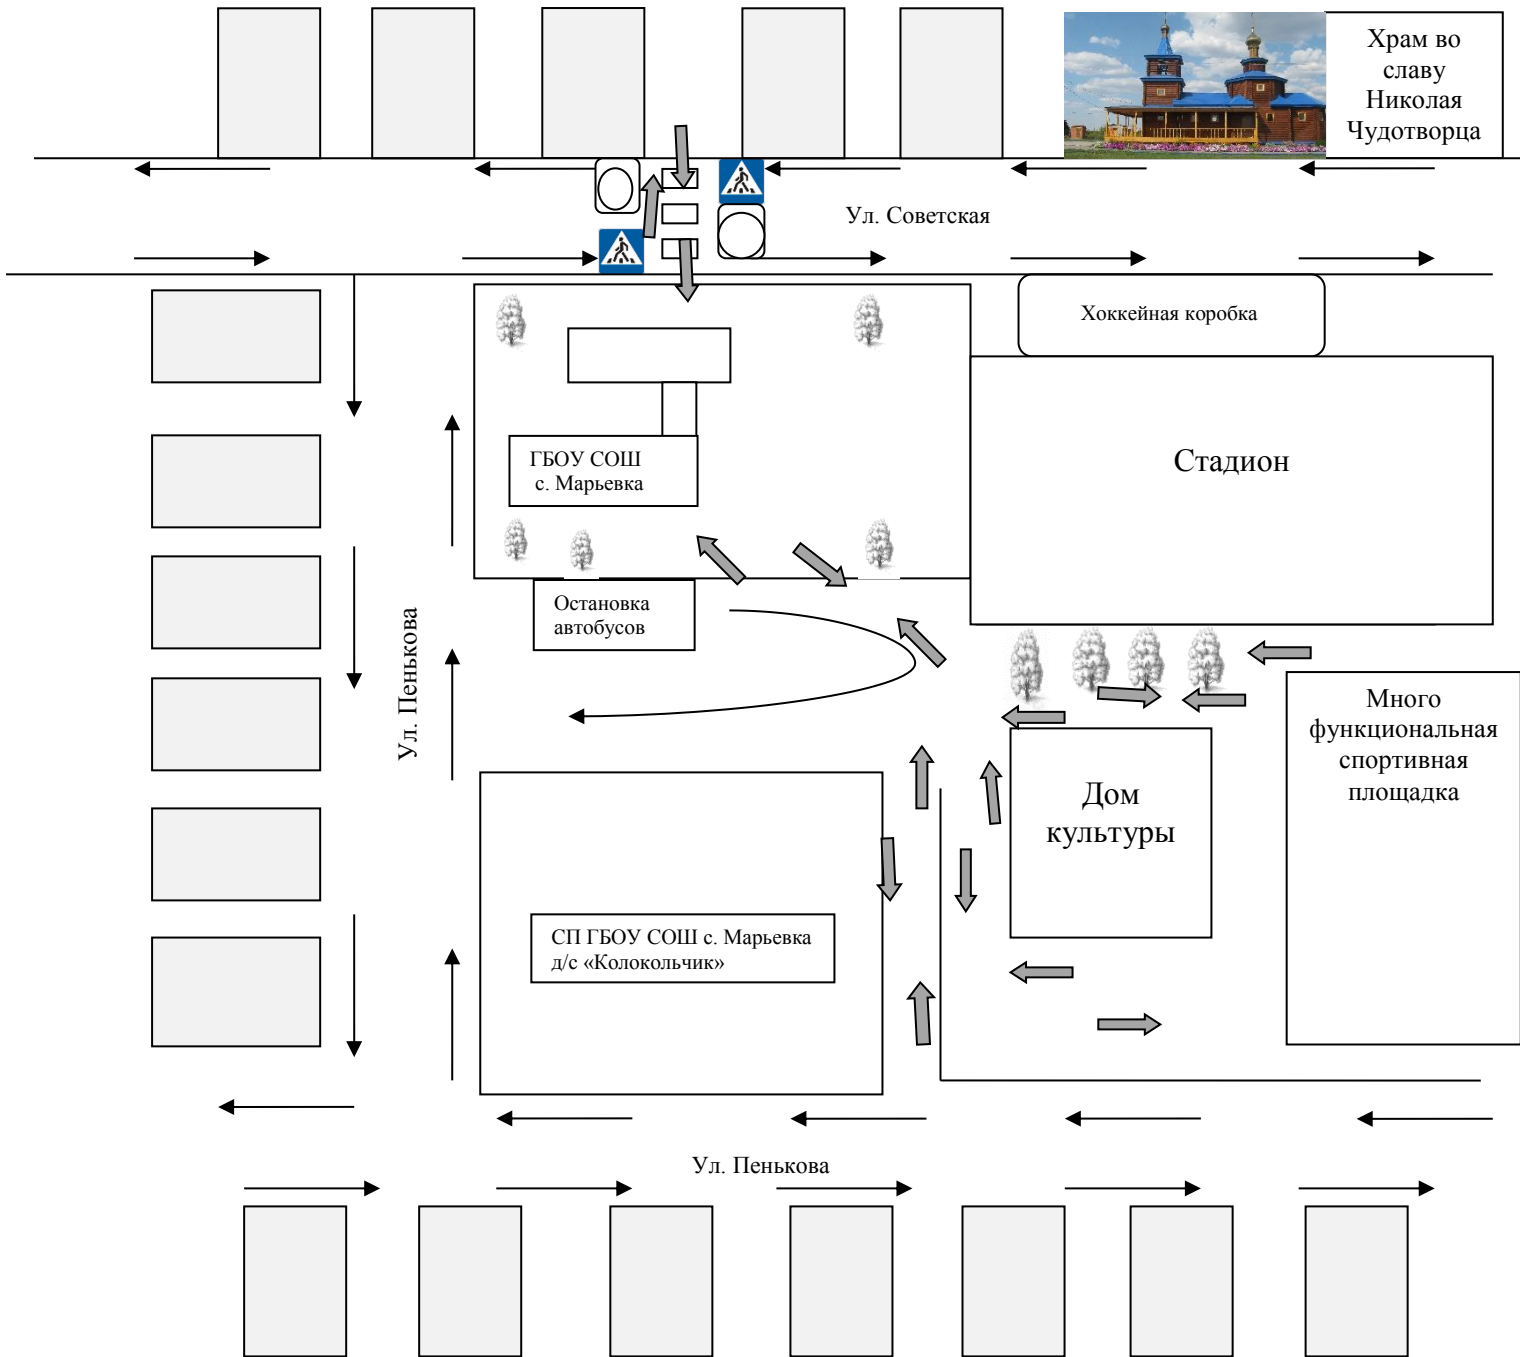 Храм во
славу
Николая
Чудотворца
Ул. Советская
Хоккейная коробка
ГБОУ СОШ
с. Марьевка
Стадион
Остановка
автобусов
Ул. Пенькова
Много
функциональная
спортивная
площадка
Дом
культуры
СП ГБОУ СОШ с. Марьевка
д/с «Колокольчик»
Ул. Пенькова